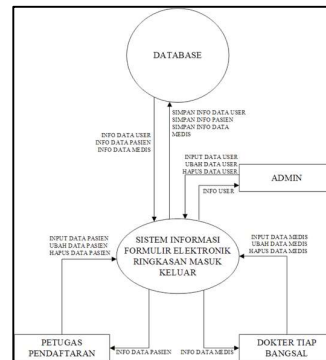 DATABASE
SIMPAN INFO DATA USER
SIMPAN INFO PASIEN
SIMPAN INFO DATA
MEDIS
INFO DATA USER
INFO DATA PASIEN
INFO DATA MEDIS
INPUT DATA USER
UBAH DATA USER
HAPUS DATA USER
ADMIN
INFO USER
INPUT DATA PASIEN
UBAH DATA PASIEN
HAPUS DATA PASIEN
SISTEM INFORMASI
FORMULIR ELEKTRONIK
RINGKASAN MASUK
KELUAR
INPUT DATA MEDIS
UBAH DATA MEDIS
HAPUS DATA MEDIS
PETUGAS
PENDAFTARAN
INFO DATA PASIEN
INFO DATA MEDIS
DOKTER TIAP
BANGSAL